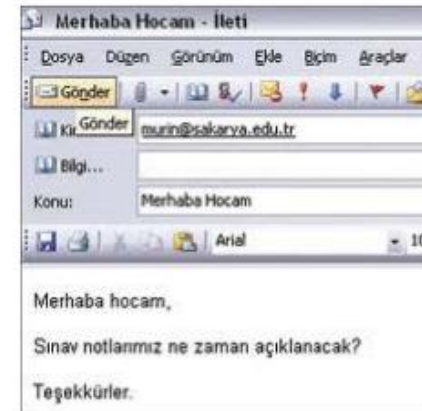 Merhaba Hocam - İleti
Dosya Düzen Görünüm Ekle Biçim Araçlar
Gönder
Gönder murin@sakarya.edu.tr
Bilgi...
Konu: Merhaba Hocam
Arial
Merhaba hocam,
Sınav notlarımız ne zaman açıklanacak?
Teşekkürler.